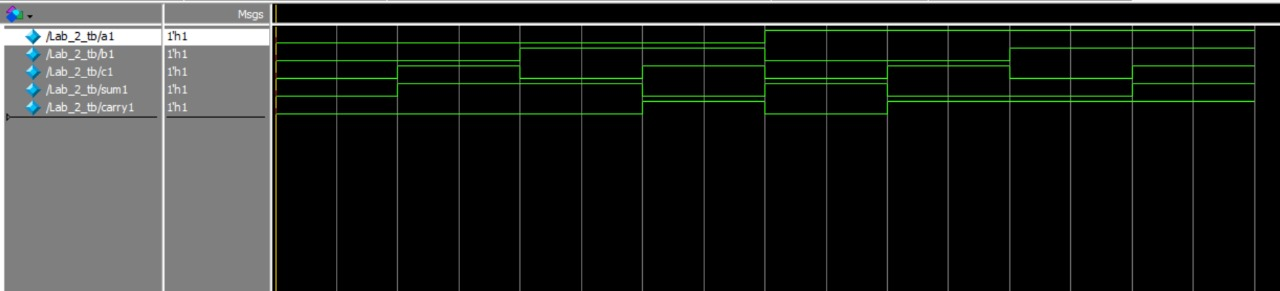 Msgs
/Lab_2_tb/a1 1'h1
/Lab_2_tb/b1 1'h1
/Lab_2_tb/c1 1'h1
/Lab_2_tb/sum1 1'h1
/Lab_2_tb/carry1 1'h1